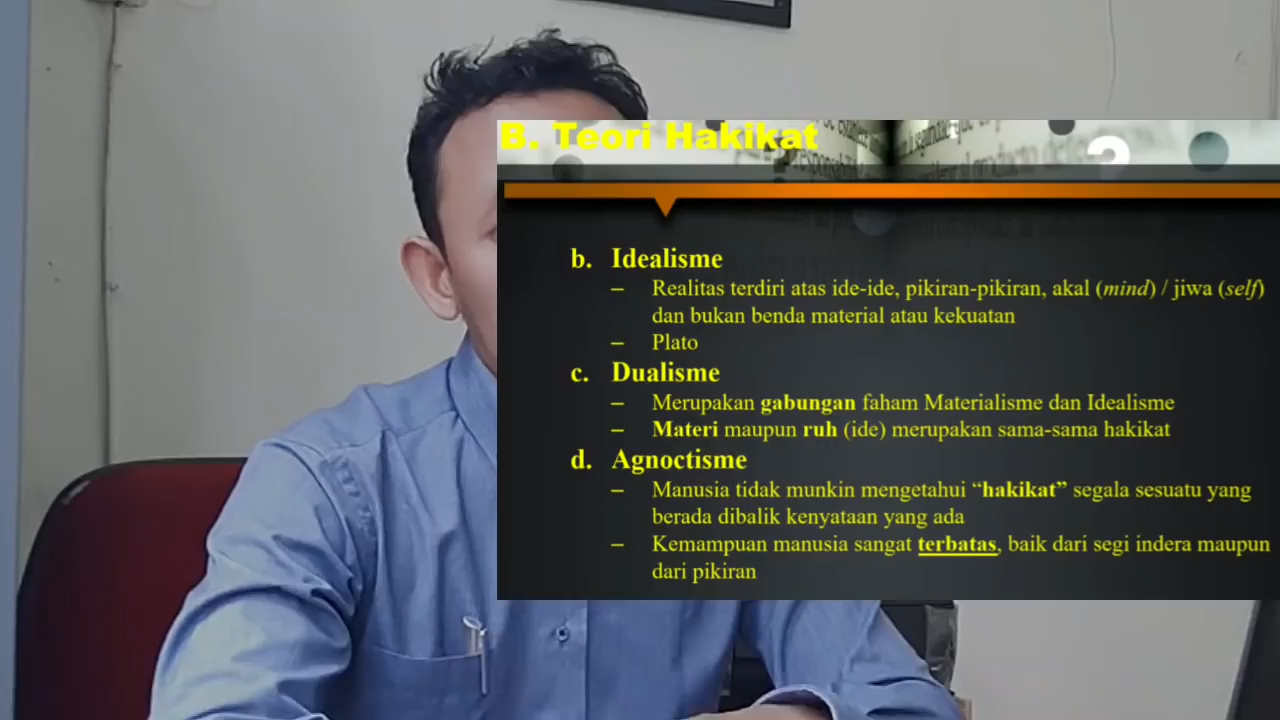 B. Teori Hakikat
b. Idealisme
– Realitas terdiri atas ide-ide, pikiran-pikiran, akal (mind) / jiwa (self)
dan bukan benda material atau kekuatan
– Plato
c. Dualisme
– Merupakan gabungan faham Materialisme dan Idealisme
– Materi maupun ruh (ide) merupakan sama-sama hakikat
d. Agnoctisme
– Manusia tidak munkin mengetahui “hakikat” segala sesuatu yang
berada dibalik kenyataan yang ada
– Kemampuan manusia sangat terbatas, baik dari segi indera maupun
dari pikiran